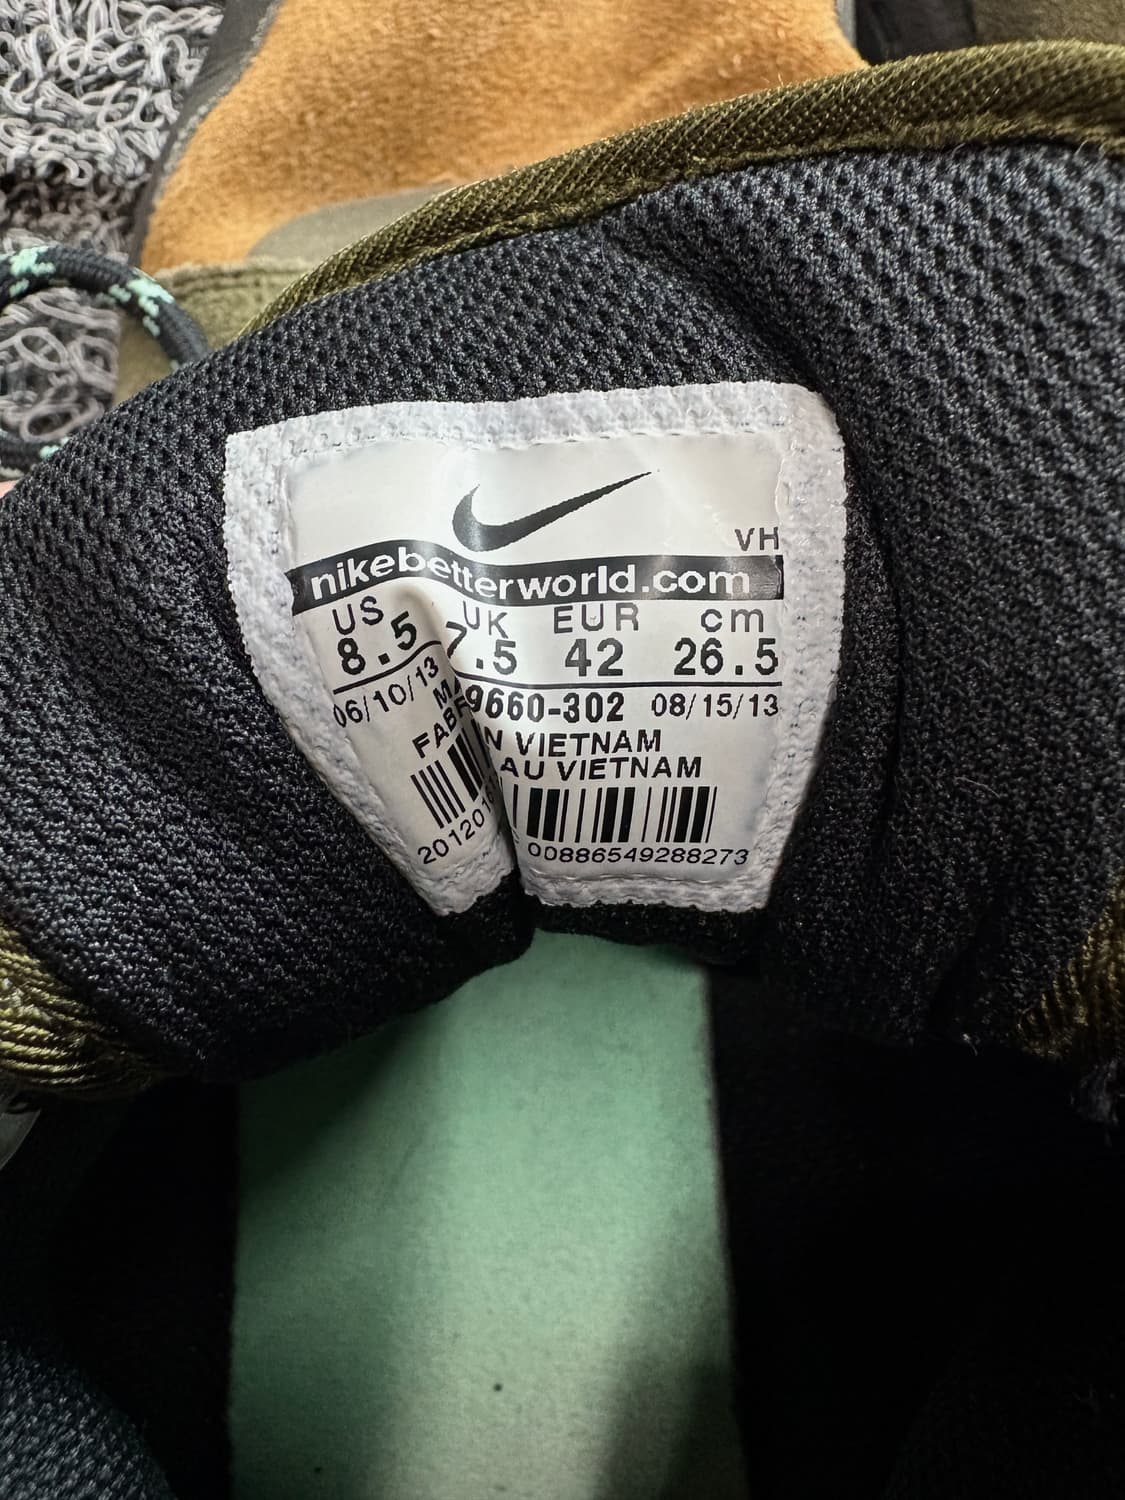 VH
nikebetterworld.com
US UK EUR cm
8.5 7.5 42 26.5
06/10/13 9660-302 08/15/13
VIETNAM
AU VIETNAM
00886549288273